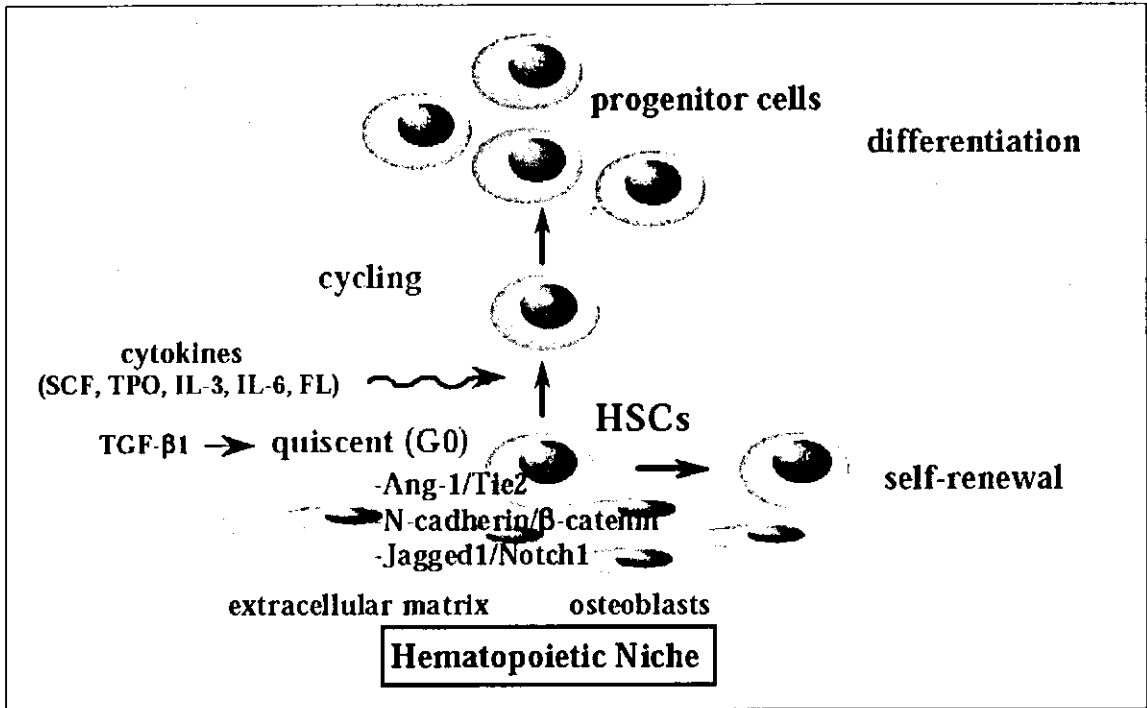 progenitor cells
differentiation
cycling
cytokines
(SCF, TPO, IL-3, IL-6, FL)
HSCs
TGF-β1
quiscent (G0)
-Ang-1/Tie2
self-renewal
-N-cadherin/β-catenin
-Jagged1/Notch1
extracellular matrix
osteoblasts
Hematopoietic Niche